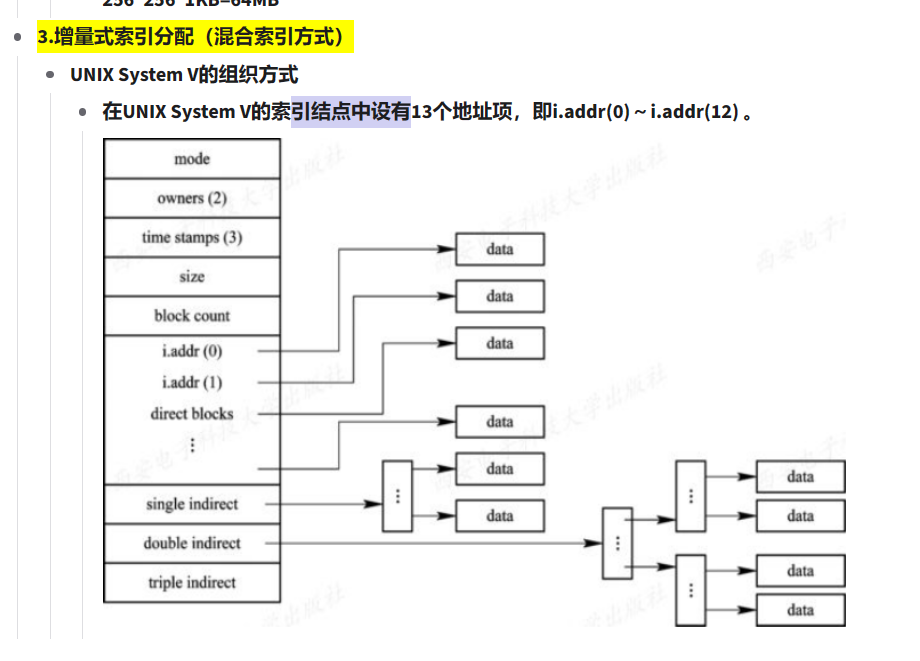 256*256*1KB=64MB
3.增量式索引分配（混合索引方式）
UNIX System V的组织方式
在UNIX System V的索引结点中设有13个地址项，即i.addr(0)～i.addr(12) 。
mode
owners (2)
time stamps (3)
size
block count
i.addr (0)
i.addr (1)
direct blocks
⋮
single indirect
double indirect
triple indirect
data
data
data
data
data
data
⋮
⋮
⋮
⋮
data
data
data
data
西安电子科技大学出版社